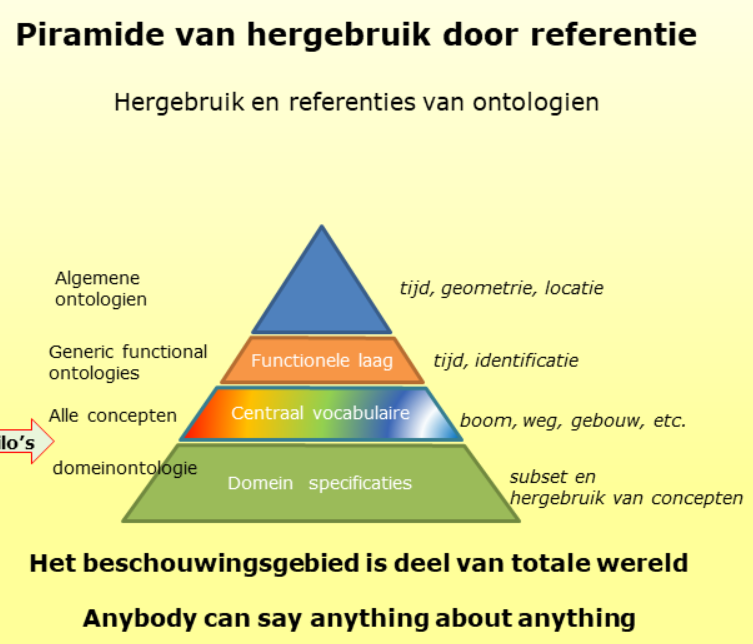 Piramide van hergebruik door referentie
Hergebruik en referenties van ontologien
Algemene
ontologien
tijd, geometrie, locatie
Generic functional
ontologies
Functionele laag
tijd, identificatie
Alle concepten
Centraal vocabulaire
boom, weg, gebouw, etc.
ilo's
domeinontologie
Domein specificaties
subset en
hergebruik van concepten
Het beschouwingsgebied is deel van totale wereld
Anybody can say anything about anything